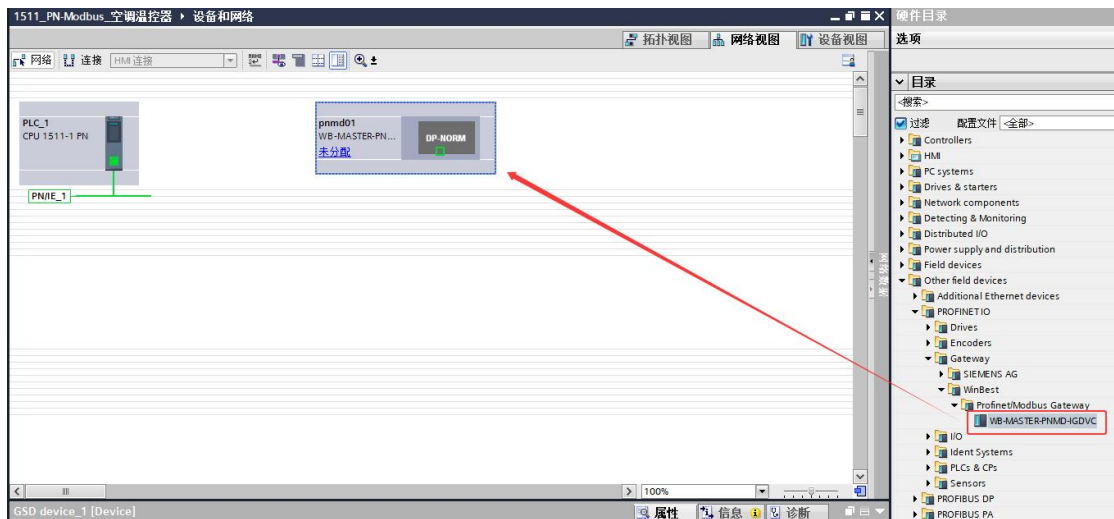 1511_PN-Modbus_空调温控器 ▸ 设备和网络
硬件目录
拓扑视图 网络视图 设备视图
选项
网络 连接 HMI 连接
目录
<搜索>
过滤 配置文件 <全部>
PLC_1
CPU 1511-1 PN
pnmd01
WB-MASTER-PN...
未分配
DP-NORM
PN/IE_1
Controllers
HMI
PC systems
Drives & starters
Network components
Detecting & Monitoring
Distributed I/O
Power supply and distribution
Field devices
Other field devices
Additional Ethernet devices
PROFINET IO
Drives
Encoders
Gateway
SIEMENS AG
WinBest
Profinet/Modbus Gateway
WB-MASTER-PNMD-IGDVC
I/O
Ident Systems
PLCs & CPs
Sensors
PROFIBUS DP
PROFIBUS PA
100%
GSD device_1 [Device]
属性 信息 诊断